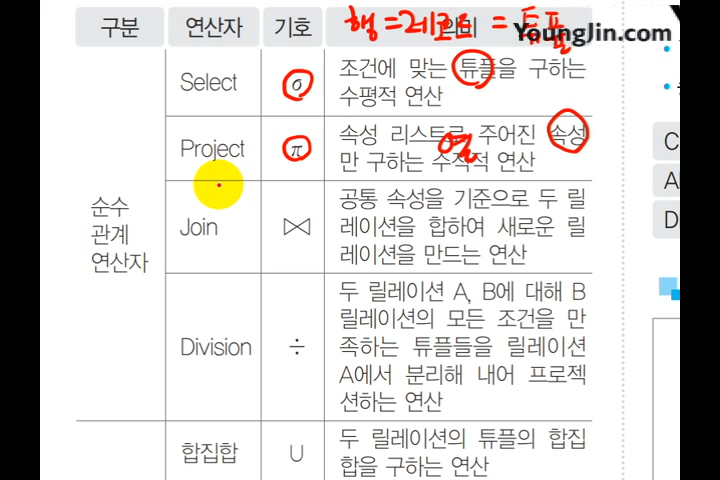 구분 연산자 기호 의미
행 = 레코드 = 튜플
YoungJin.com
Select σ 조건에 맞는 튜플을 구하는
수평적 연산
Project π 속성 리스트로 주어진 속성
만 구하는 수직적 연산
열
순수
관계
연산자
Join ⋈ 공통 속성을 기준으로 두 릴
레이션을 합하여 새로운 릴
레이션을 만드는 연산
Division ÷ 두 릴레이션 A, B에 대해 B
릴레이션의 모든 조건을 만
족하는 튜플들을 릴레이션
A에서 분리해 내어 프로젝
션하는 연산
합집합 ∪ 두 릴레이션의 튜플의 합집
합을 구하는 연산
C
A
D